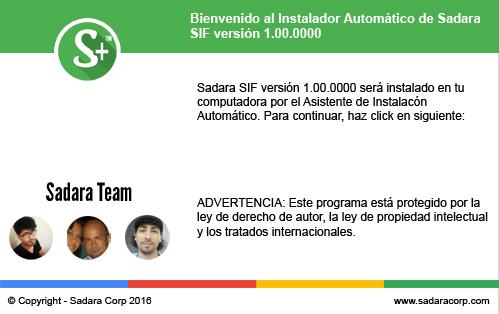 Bienvenido al Instalador Automático de Sadara
SIF versión 1.00.0000
S+
TM
Sadara SIF versión 1.00.0000 será instalado en tu
computadora por el Asistente de Instalacón
Automático. Para continuar, haz click en siguiente:
Sadara Team
ADVERTENCIA: Este programa está protegido por la
ley de derecho de autor, la ley de propiedad intelectual
y los tratados internacionales.
© Copyright - Sadara Corp 2016
www.sadaracorp.com